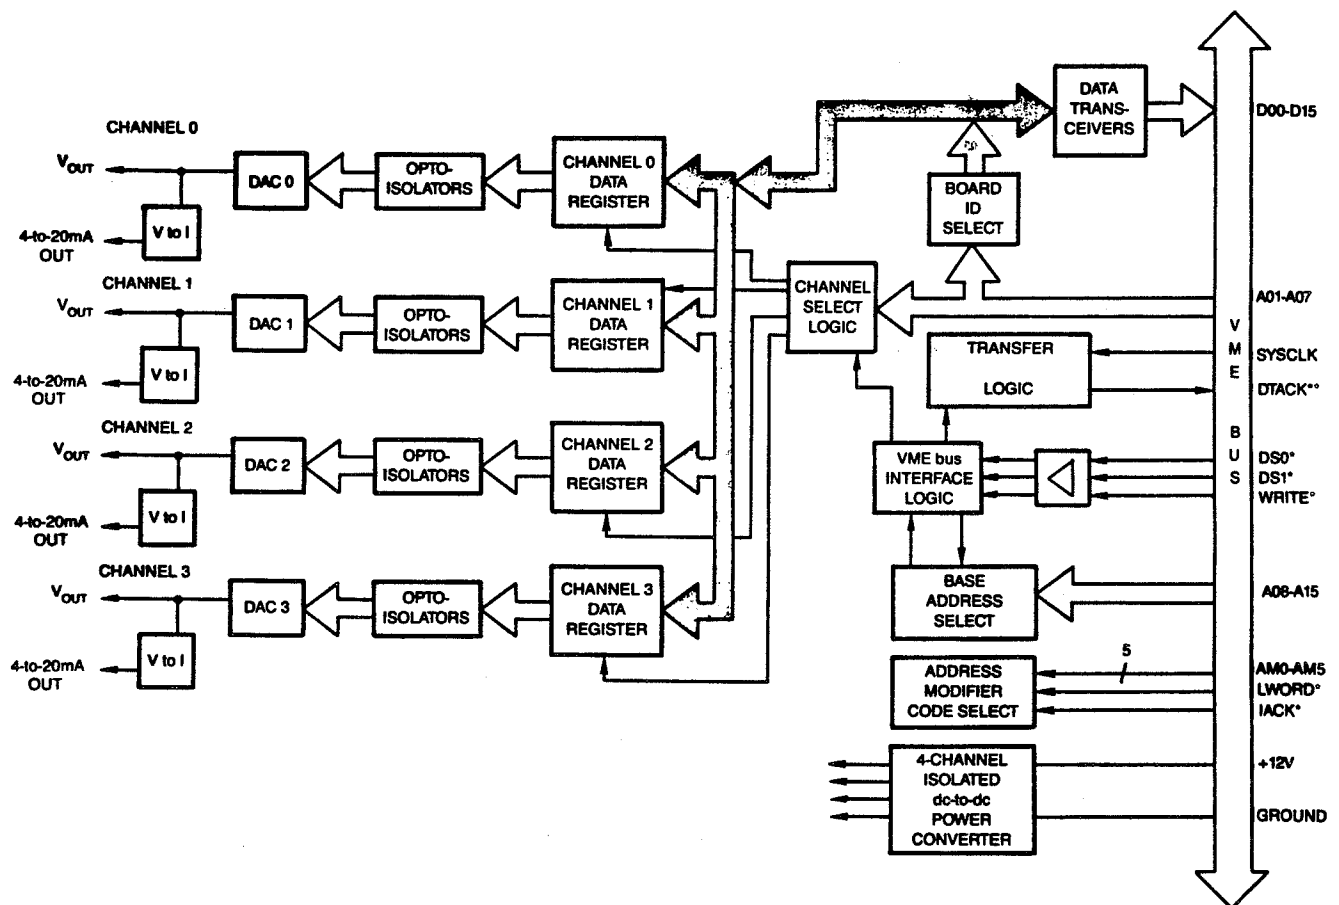 CHANNEL 0
VOUT
DAC 0
OPTO-
ISOLATORS
CHANNEL 0
DATA
REGISTER
V to I
4-to-20mA
OUT
CHANNEL 1
VOUT
DAC 1
OPTO-
ISOLATORS
CHANNEL 1
DATA
REGISTER
V to I
4-to-20mA
OUT
CHANNEL 2
VOUT
DAC 2
OPTO-
ISOLATORS
CHANNEL 2
DATA
REGISTER
V to I
4-to-20mA
OUT
CHANNEL 3
VOUT
DAC 3
OPTO-
ISOLATORS
CHANNEL 3
DATA
REGISTER
V to I
4-to-20mA
OUT
DATA
TRANS-
CEIVERS
BOARD
ID
SELECT
CHANNEL
SELECT
LOGIC
TRANSFER
LOGIC
VME bus
INTERFACE
LOGIC
BASE
ADDRESS
SELECT
5
ADDRESS
MODIFIER
CODE SELECT
4-CHANNEL
ISOLATED
dc-to-dc
POWER
CONVERTER
VME BUS
D00-D15
A01-A07
SYSCLK
DTACK*°
DS0*
DS1*
WRITE°
A08-A15
AM0-AM5
LWORD°
IACK*
+12V
GROUND